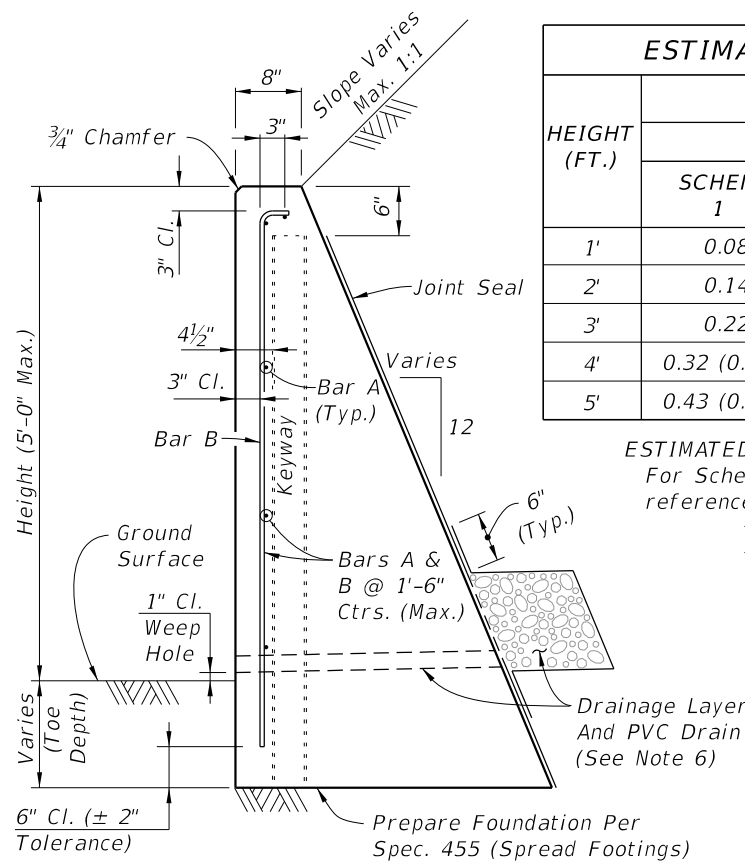 8"
Slope Varies
Max. 1:1
3"
¾" Chamfer
6"
3" Cl.
Joint Seal
4½"
Varies
12
3" Cl.
Bar A
(Typ.)
Bar B
Keyway
Height (5'-0" Max.)
6"
(Typ.)
Ground
Surface
Bars A &
B @ 1'-6"
Ctrs. (Max.)
1" Cl.
Weep
Hole
Varies
(Toe
Depth)
Drainage Layer
And PVC Drain
(See Note 6)
6" Cl. (± 2"
Tolerance)
Prepare Foundation Per
Spec. 455 (Spread Footings)
ESTIMA
HEIGHT
(FT.)
SCHE
1
1' 0.08
2' 0.14
3' 0.22
4' 0.32 (0.
5' 0.43 (0.
ESTIMATED
For Sche
reference